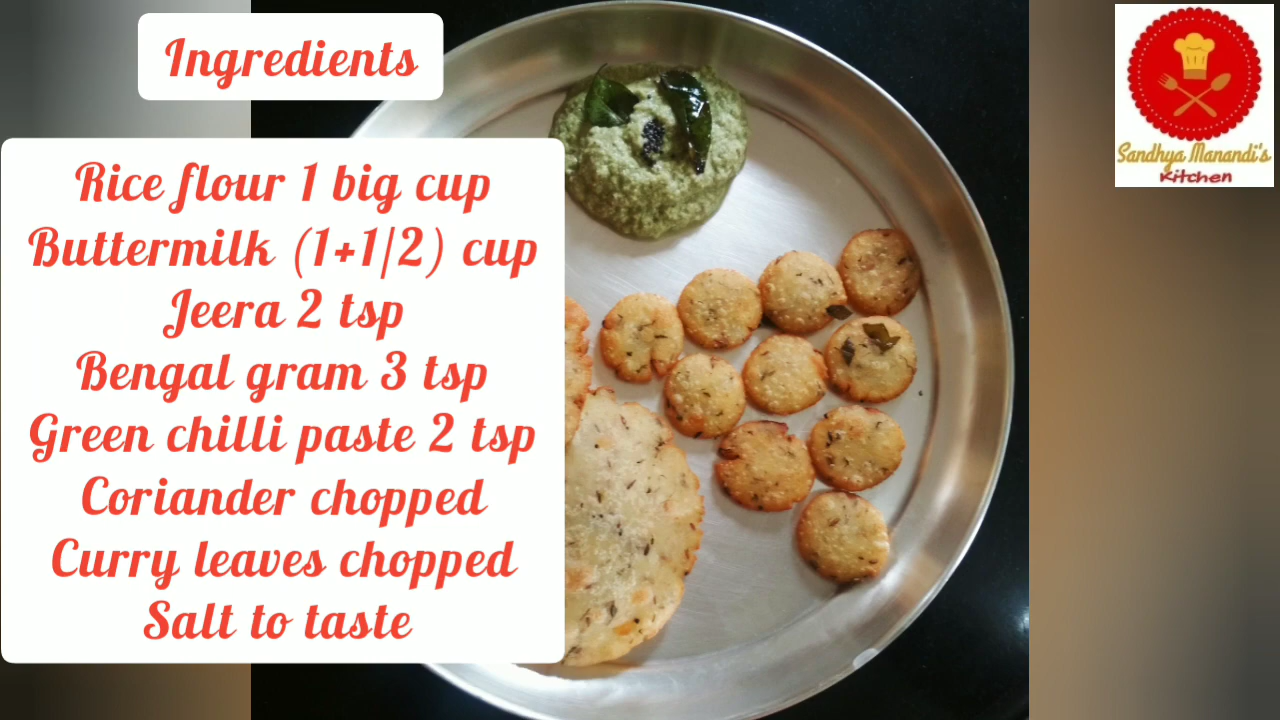 Ingredients
Rice flour 1 big cup
Buttermilk (1+1/2) cup
Jeera 2 tsp
Bengal gram 3 tsp
Green chilli paste 2 tsp
Coriander chopped
Curry leaves chopped
Salt to taste
Sandhya Manandi's
Kitchen